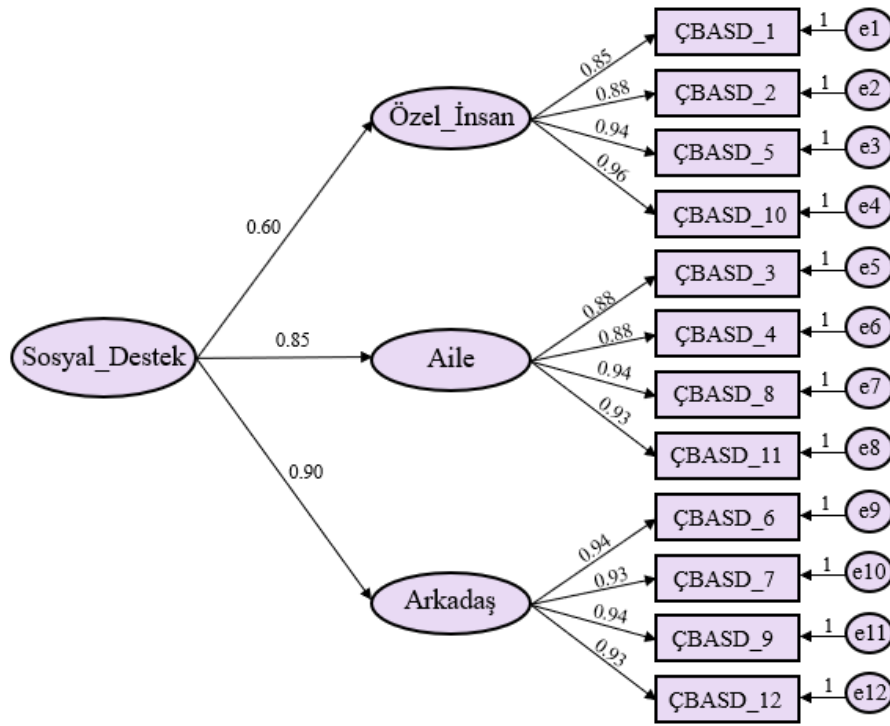 ÇBASD_1
1
e1
0.85
ÇBASD_2
1
e2
0.88
Özel_İnsan
ÇBASD_5
1
e3
0.94
ÇBASD_10
1
e4
0.96
0.60
ÇBASD_3
1
e5
0.88
ÇBASD_4
1
e6
0.88
Sosyal_Destek
0.85
Aile
ÇBASD_8
1
e7
0.94
ÇBASD_11
1
e8
0.93
0.90
ÇBASD_6
1
e9
0.94
ÇBASD_7
1
e10
0.93
Arkadaş
ÇBASD_9
1
e11
0.94
ÇBASD_12
1
e12
0.93